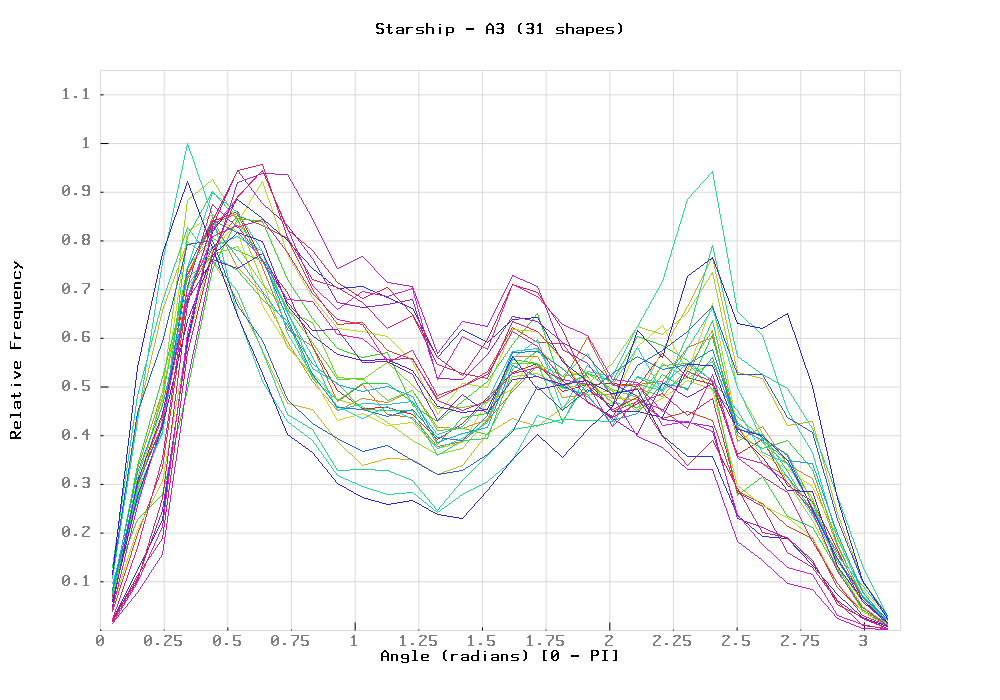 Starship - A3 (31 shapes)
1.1
1
0.9
0.8
0.7
0.6
0.5
0.4
0.3
0.2
0.1
Relative Frequency
0 0.25 0.5 0.75 1 1.25 1.5 1.75 2 2.25 2.5 2.75 3
Angle (radians) [0 - PI]